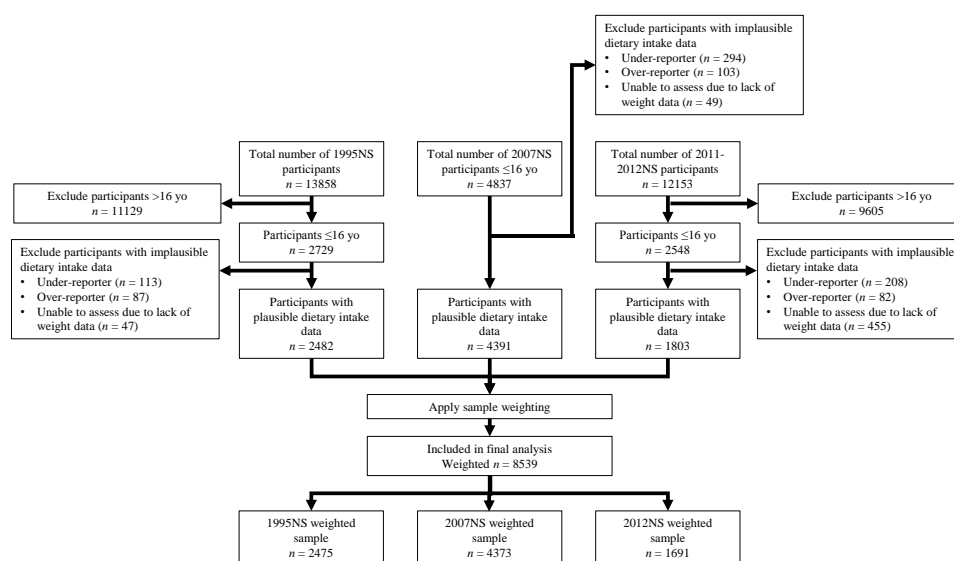 Exclude participants with implausible
dietary intake data
• Under-reporter (n = 294)
• Over-reporter (n = 103)
• Unable to assess due to lack of
weight data (n = 49)
Total number of 1995NS
participants
n = 13858
Total number of 2007NS
participants ≤16 yo
n = 4837
Total number of 2011-
2012NS participants
n = 12153
Exclude participants >16 yo
n = 11129
Exclude participants >16 yo
n = 9605
Participants ≤16 yo
n = 2729
Participants ≤16 yo
n = 2548
Exclude participants with implausible
dietary intake data
• Under-reporter (n = 113)
• Over-reporter (n = 87)
• Unable to assess due to lack of
weight data (n = 47)
Exclude participants with implausible
dietary intake data
• Under-reporter (n = 208)
• Over-reporter (n = 82)
• Unable to assess due to lack of
weight data (n = 455)
Participants with
plausible dietary intake
data
n = 2482
Participants with
plausible dietary intake
data
n = 4391
Participants with
plausible dietary intake
data
n = 1803
Apply sample weighting
Included in final analysis
Weighted n = 8539
1995NS weighted
sample
n = 2475
2007NS weighted
sample
n = 4373
2012NS weighted
sample
n = 1691